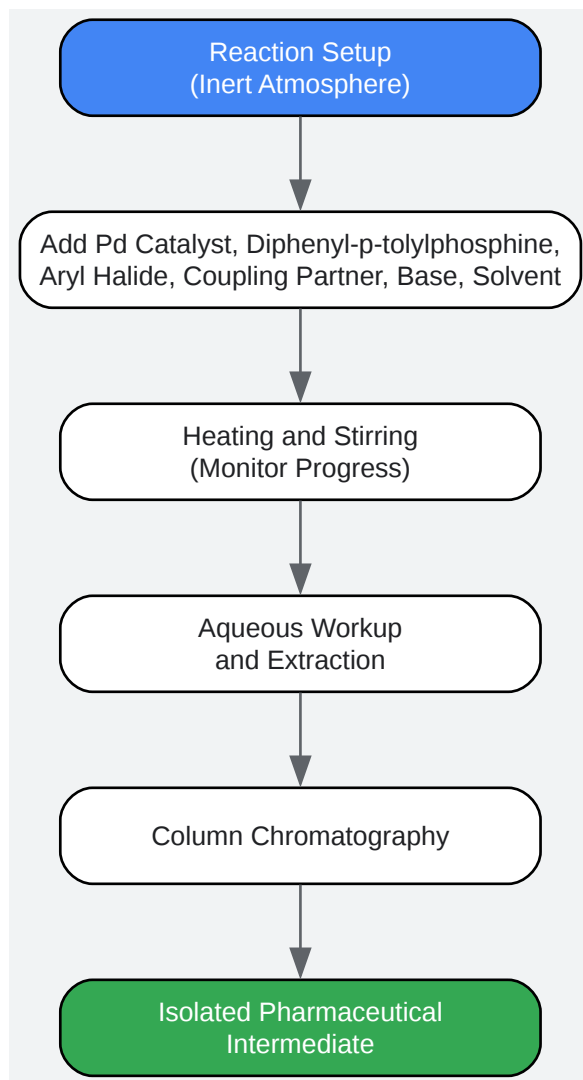 Reaction Setup
(Inert Atmosphere)
Add Pd Catalyst, Diphenyl-p-tolylphosphine,
Aryl Halide, Coupling Partner, Base, Solvent
Heating and Stirring
(Monitor Progress)
Aqueous Workup
and Extraction
Column Chromatography
Isolated Pharmaceutical
Intermediate